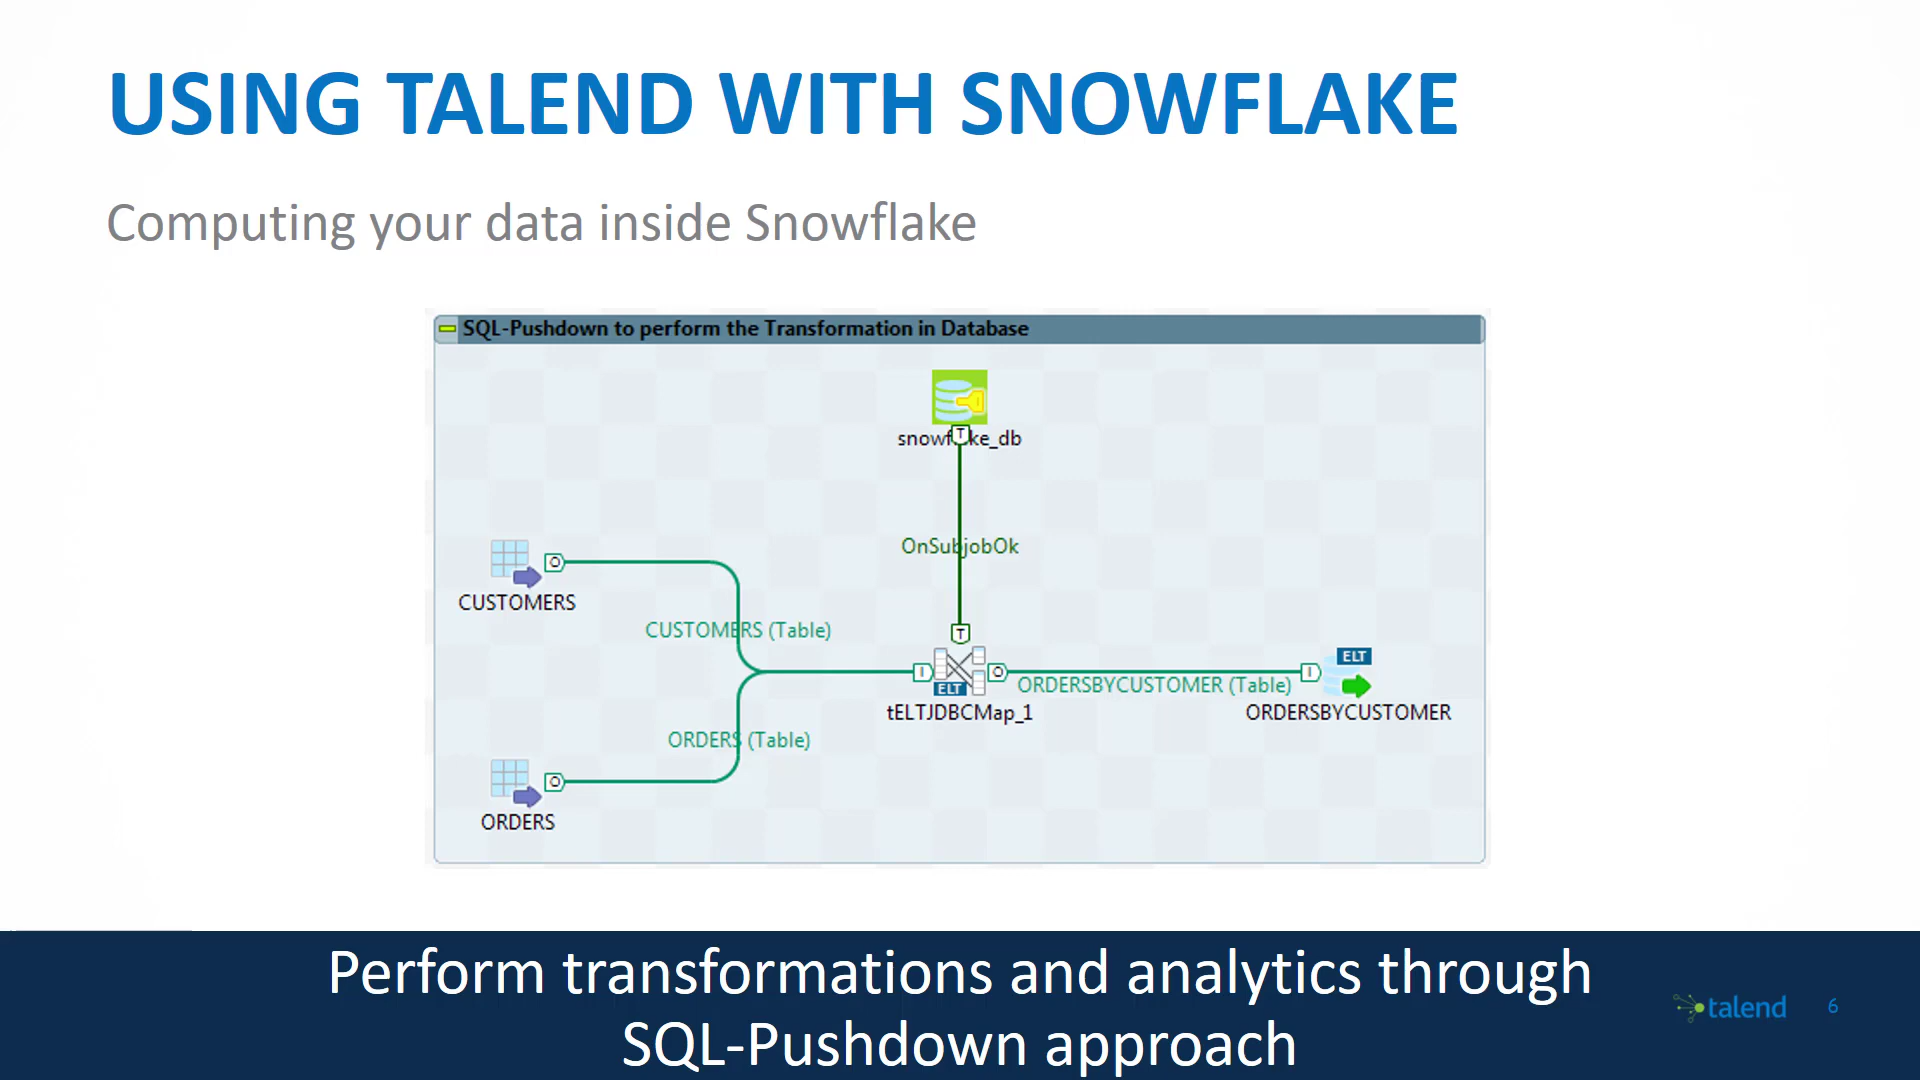 USING TALEND WITH SNOWFLAKE
Computing your data inside Snowflake
SQL-Pushdown to perform the Transformation in Database
T
OnSubjobOk
O
CUSTOMERS
CUSTOMERS (Table)
T
I
ELT
O
ORDERSBYCUSTOMER (Table)
I
ELT
tELTJDBCMap_1
ORDERSBYCUSTOMER
ORDERS (Table)
O
ORDERS
Perform transformations and analytics through
SQL-Pushdown approach
talend
6